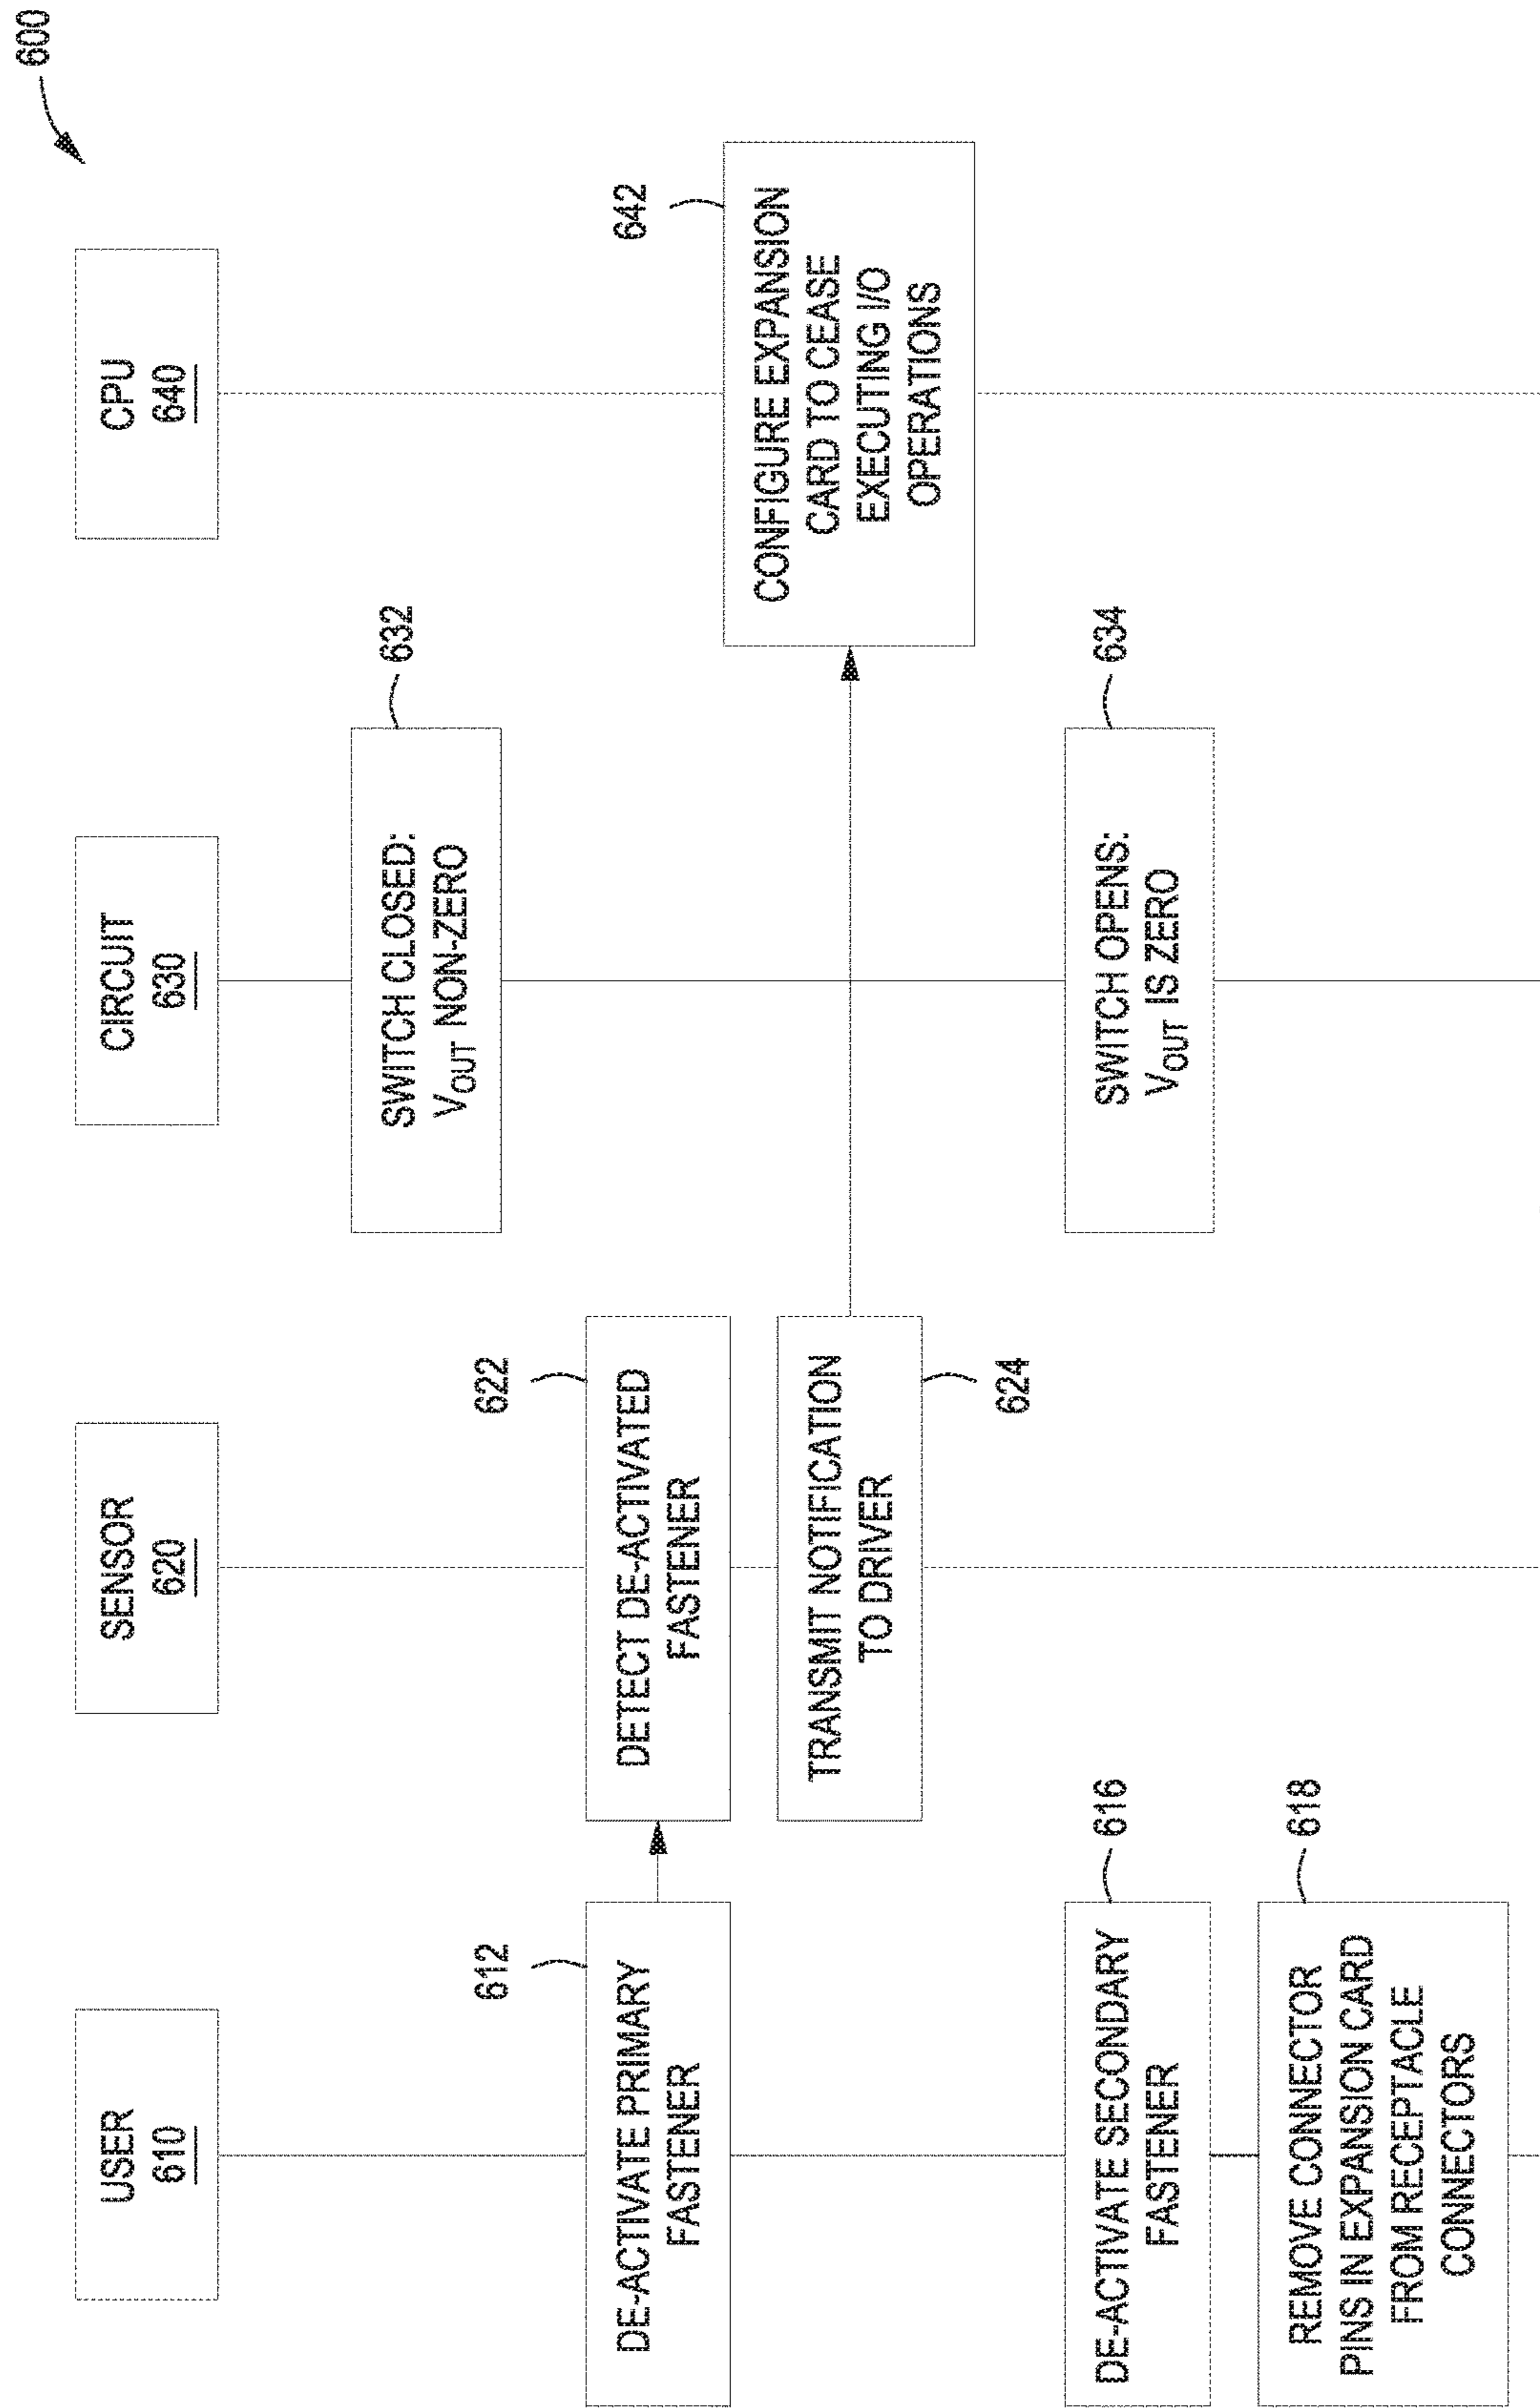 600
USER
610
SENSOR
620
CIRCUIT
630
CPU
640
632
SWITCH CLOSED:
VOUT NON-ZERO
612
DE-ACTIVATE PRIMARY
FASTENER
622
DETECT DE-ACTIVATED
FASTENER
642
CONFIGURE EXPANSION
CARD TO CEASE
EXECUTING I/O
OPERATIONS
TRANSMIT NOTIFICATION
TO DRIVER
624
616
DE-ACTIVATE SECONDARY
FASTENER
634
SWITCH OPENS:
VOUT IS ZERO
618
REMOVE CONNECTOR
PINS IN EXPANSION CARD
FROM RECEPTACLE
CONNECTORS